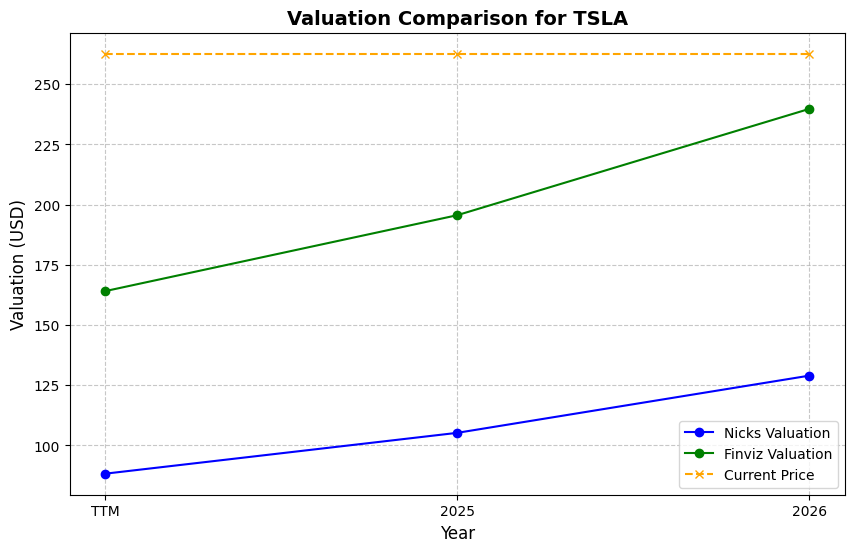 Valuation Comparison for TSLA
Valuation (USD)
250
225
200
175
150
125
100
TTM
2025
2026
Year
Nicks Valuation
Finviz Valuation
Current Price